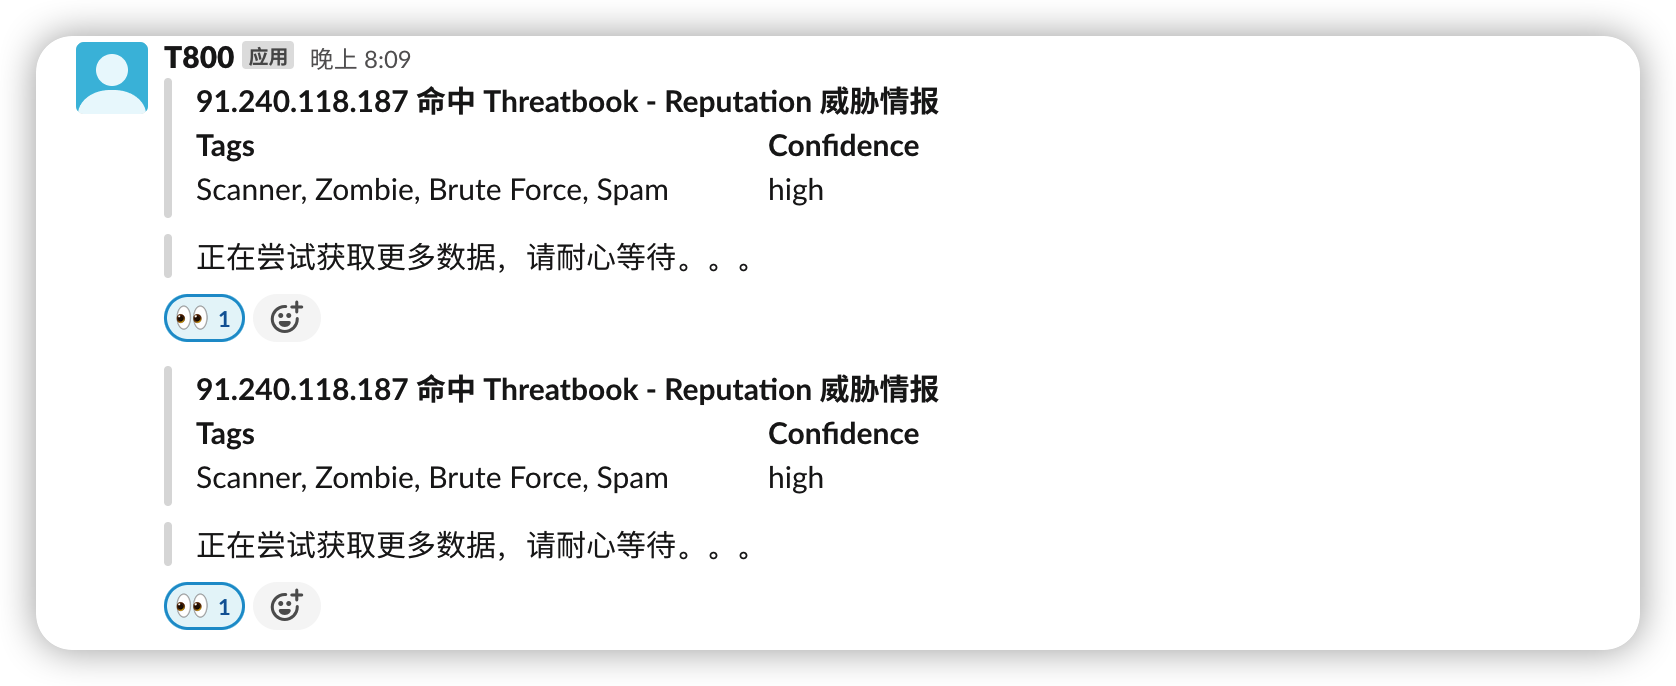 T800 应用 晚上 8:09
91.240.118.187 命中 Threatbook - Reputation 威胁情报
Tags Confidence
Scanner, Zombie, Brute Force, Spam high
正在尝试获取更多数据，请耐心等待。。。
1
91.240.118.187 命中 Threatbook - Reputation 威胁情报
Tags Confidence
Scanner, Zombie, Brute Force, Spam high
正在尝试获取更多数据，请耐心等待。。。
1